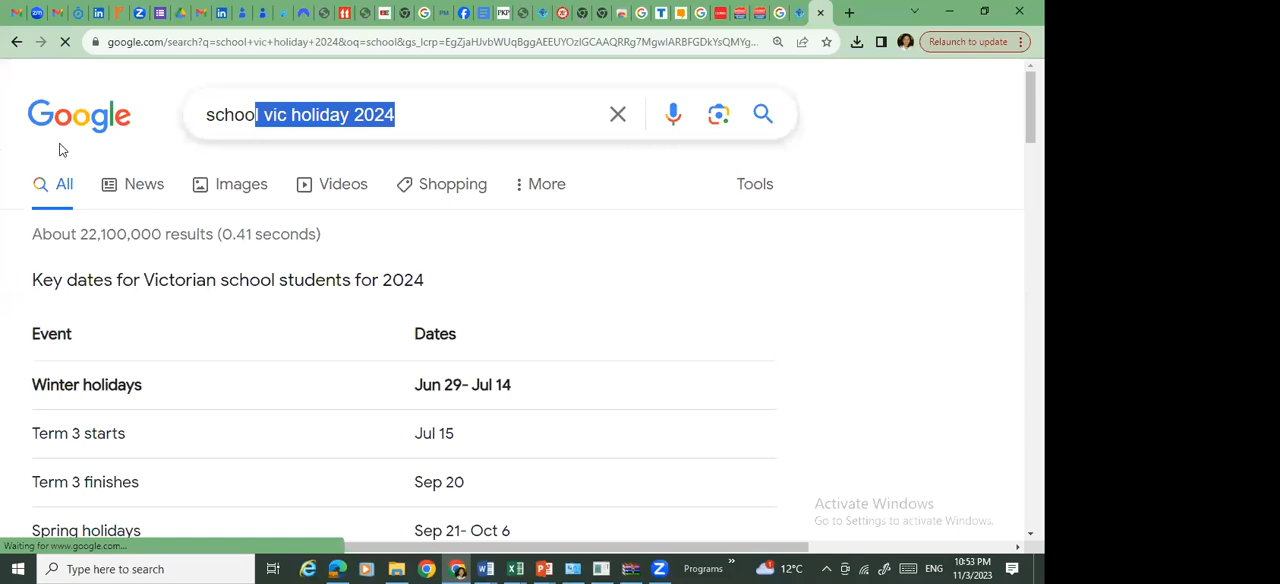 google.com/search?q=school+vic+holiday+2024&oq=school&gs_lcrp=EgZjaHJvbWUqBggAEEUYOzIGCAAQRRg7MgwIARBFGDkYsQMYg...
Relaunch to update
Google
school vic holiday 2024
All News Images Videos Shopping More Tools
About 22,100,000 results (0.41 seconds)
Key dates for Victorian school students for 2024
Event Dates
Winter holidays Jun 29- Jul 14
Term 3 starts Jul 15
Term 3 finishes Sep 20
Spring holidays Sep 21- Oct 6
Activate Windows
Go to Settings to activate Windows.
Waiting for www.google.com...
Type here to search
Programs
12°C
ENG
10:53 PM
11/3/2023